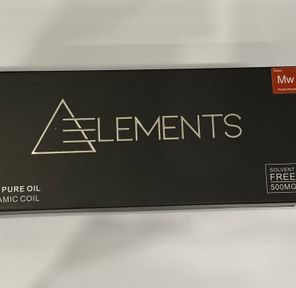 Mw
ELEMENTS
PURE OIL
AMIC COIL
SOLVENT
FREE
500MG